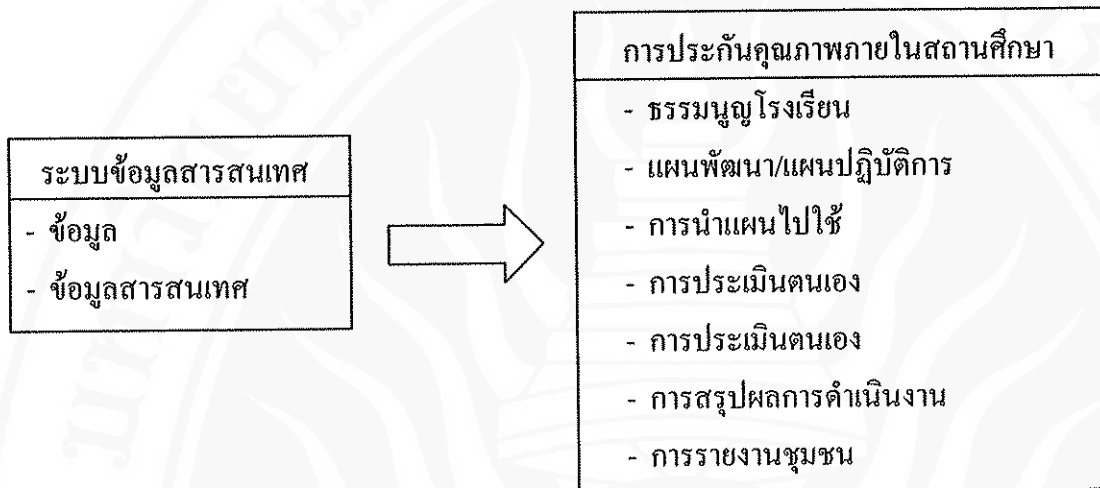 ระบบข้อมูลสารสนเทศ
- ข้อมูล
- ข้อมูลสารสนเทศ
การประกันคุณภาพภายในสถานศึกษา
- ธรรมนูญโรงเรียน
- แผนพัฒนา/แผนปฏิบัติการ
- การนำแผนไปใช้
- การประเมินตนเอง
- การประเมินตนเอง
- การสรุปผลการดำเนินงาน
- การรายงานชุมชน